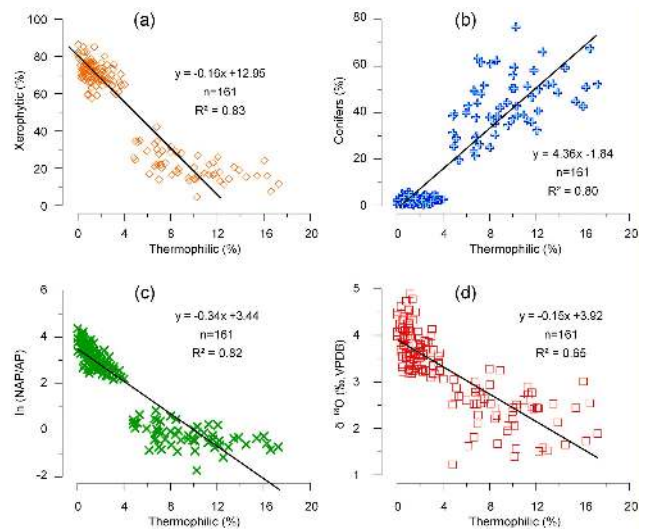 (a)
100
80
60
40
20
0
Xerophytic (%)
y = -0.16x +12.95
n=161
R² = 0.83
0 4 8 12 16 20
Thermophilic (%)
(b)
80
60
40
20
0
Conifers (%)
y = 4.36x -1.84
n=161
R² = 0.80
0 4 8 12 16 20
Thermophilic (%)
(c)
6
4
2
0
-2
ln (NAP/AP)
y = -0.34x +3.44
n=161
R² = 0.82
0 4 8 12 16 20
Thermophilic (%)
(d)
5
4
3
2
1
δ ¹⁸O (‰, VPDB)
y = -0.15x +3.92
n=161
R² = 0.65
0 4 8 12 16 20
Thermophilic (%)